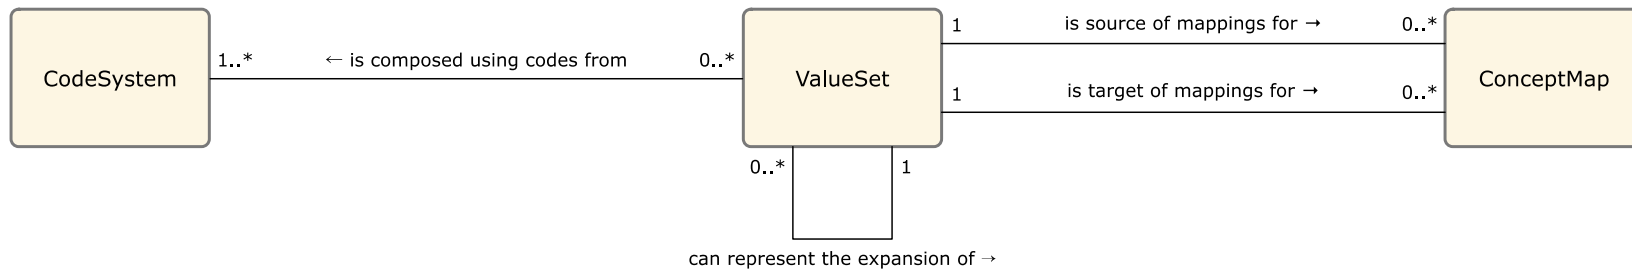 CodeSystem
1..*
← is composed using codes from
0..*
ValueSet
1
is source of mappings for →
0..*
1
is target of mappings for →
0..*
ConceptMap
0..*
1
can represent the expansion of →